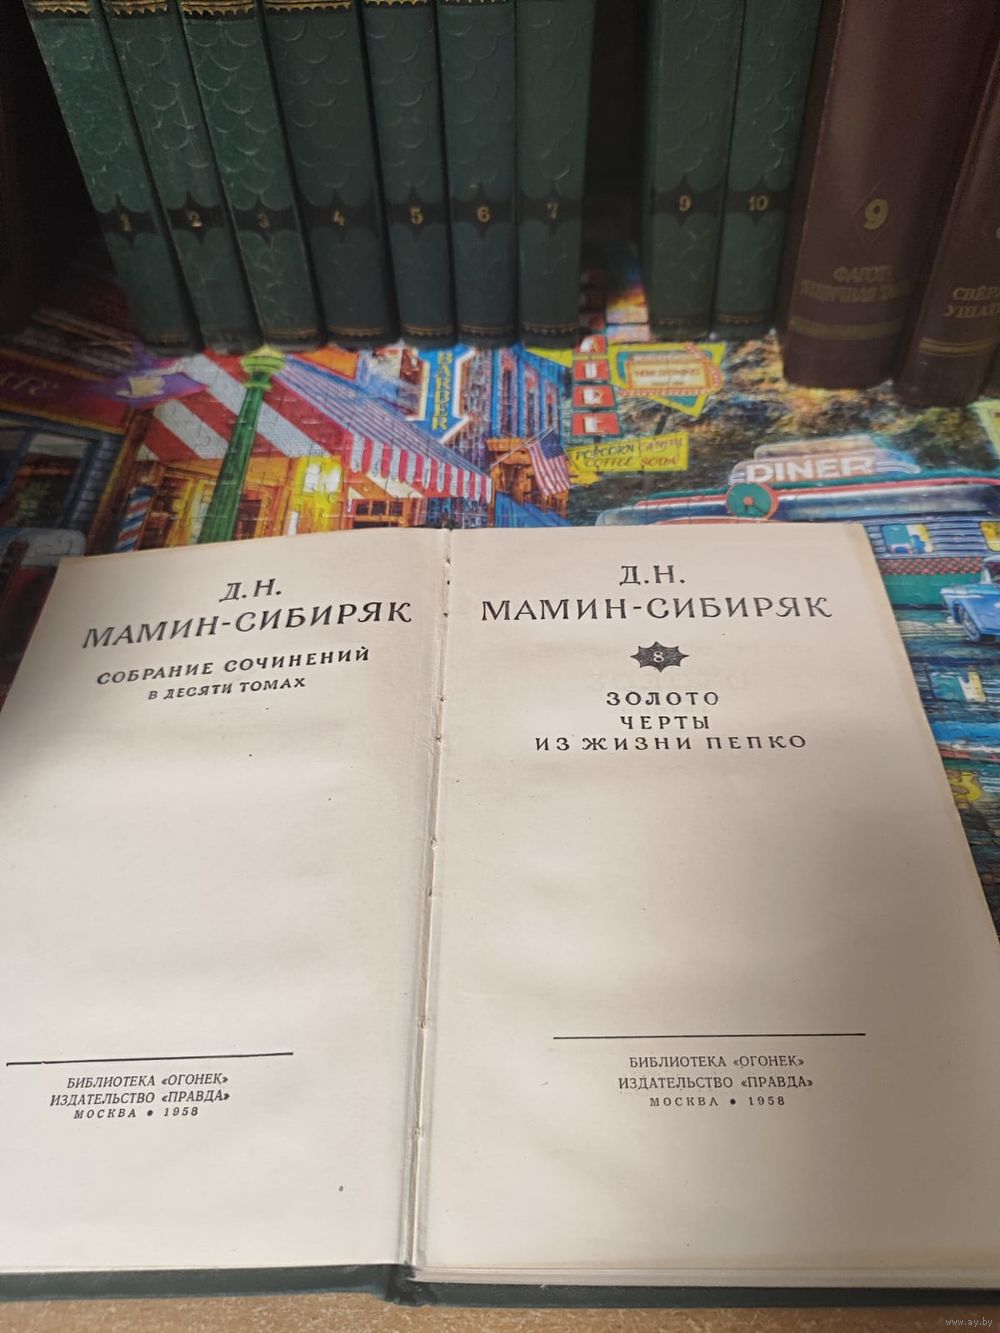 1
2
3
4
5
6
7
9
10
9
BARBER
POPCORN CANDY
COFFEE SODA
DINER
Д.Н.
МАМИН-СИБИРЯК
СОБРАНИЕ СОЧИНЕНИЙ
В ДЕСЯТИ ТОМАХ
БИБЛИОТЕКА «ОГОНЕК»
ИЗДАТЕЛЬСТВО «ПРАВДА»
МОСКВА • 1958
Д.Н.
МАМИН-СИБИРЯК
8
ЗОЛОТО
ЧЕРТЫ
ИЗ ЖИЗНИ ПЕПКО
БИБЛИОТЕКА «ОГОНЕК»
ИЗДАТЕЛЬСТВО «ПРАВДА»
МОСКВА • 1958
www.ay.by